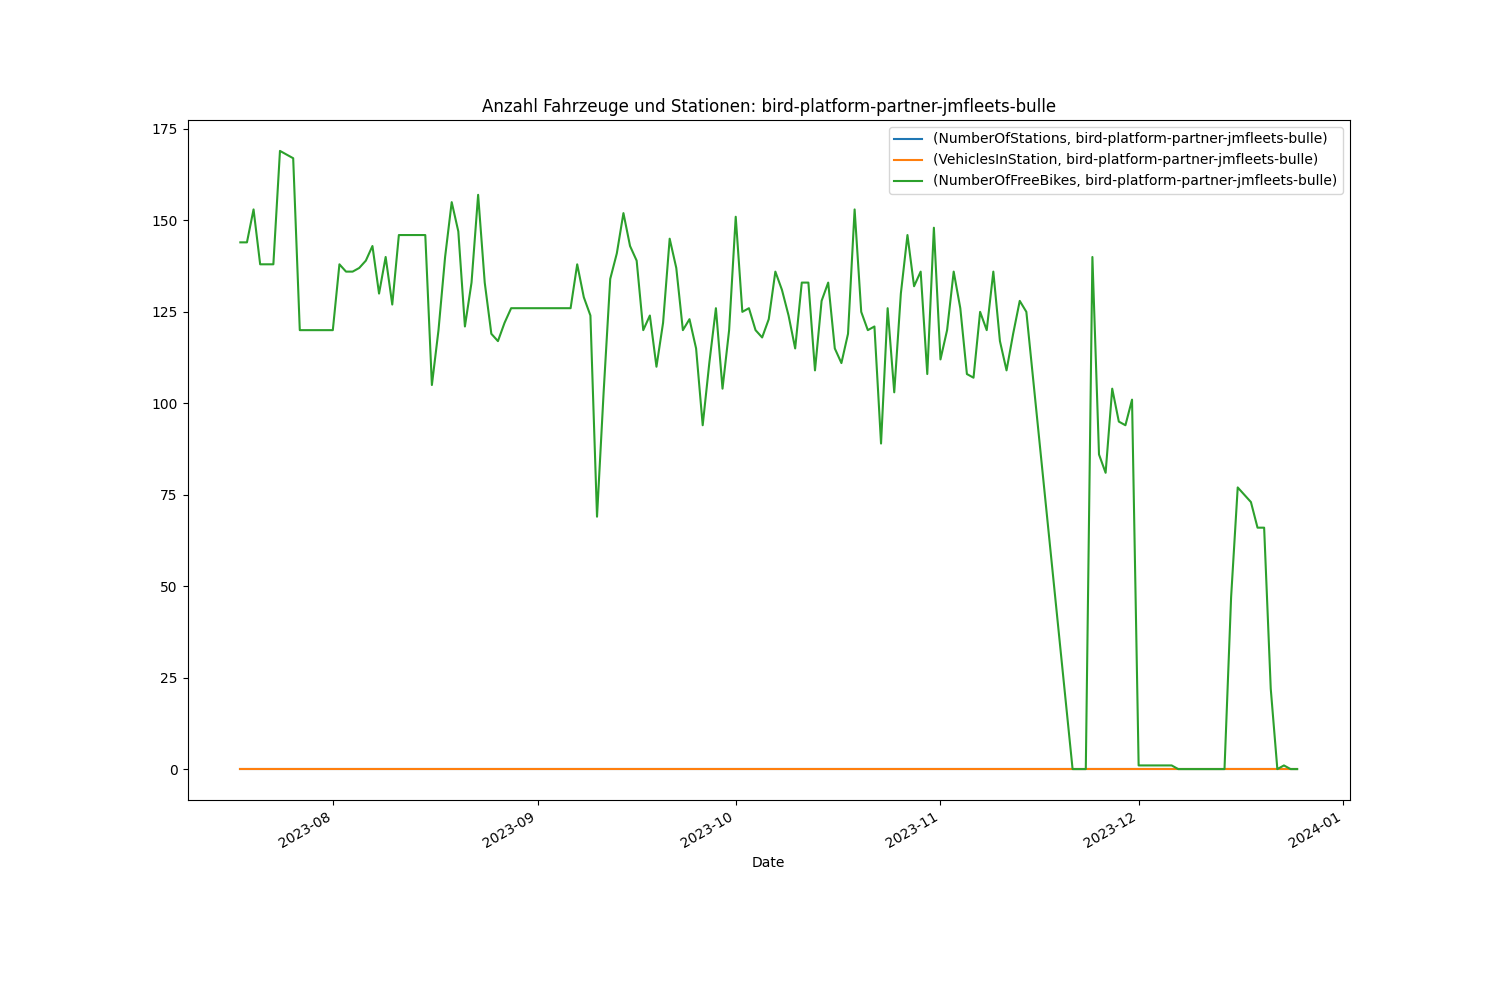 Anzahl Fahrzeuge und Stationen: bird-platform-partner-jmfleets-bulle
175
150
125
100
75
50
25
0
(NumberOfStations, bird-platform-partner-jmfleets-bulle)
(VehiclesInStation, bird-platform-partner-jmfleets-bulle)
(NumberOfFreeBikes, bird-platform-partner-jmfleets-bulle)
2023-08
2023-09
2023-10
2023-11
2023-12
2024-01
Date